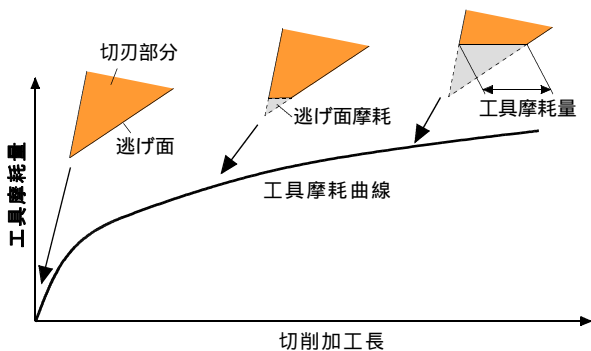 切刃部分
逃げ面
逃げ面摩耗
工具摩耗量
工具摩耗曲線
工具摩耗量
切削加工長